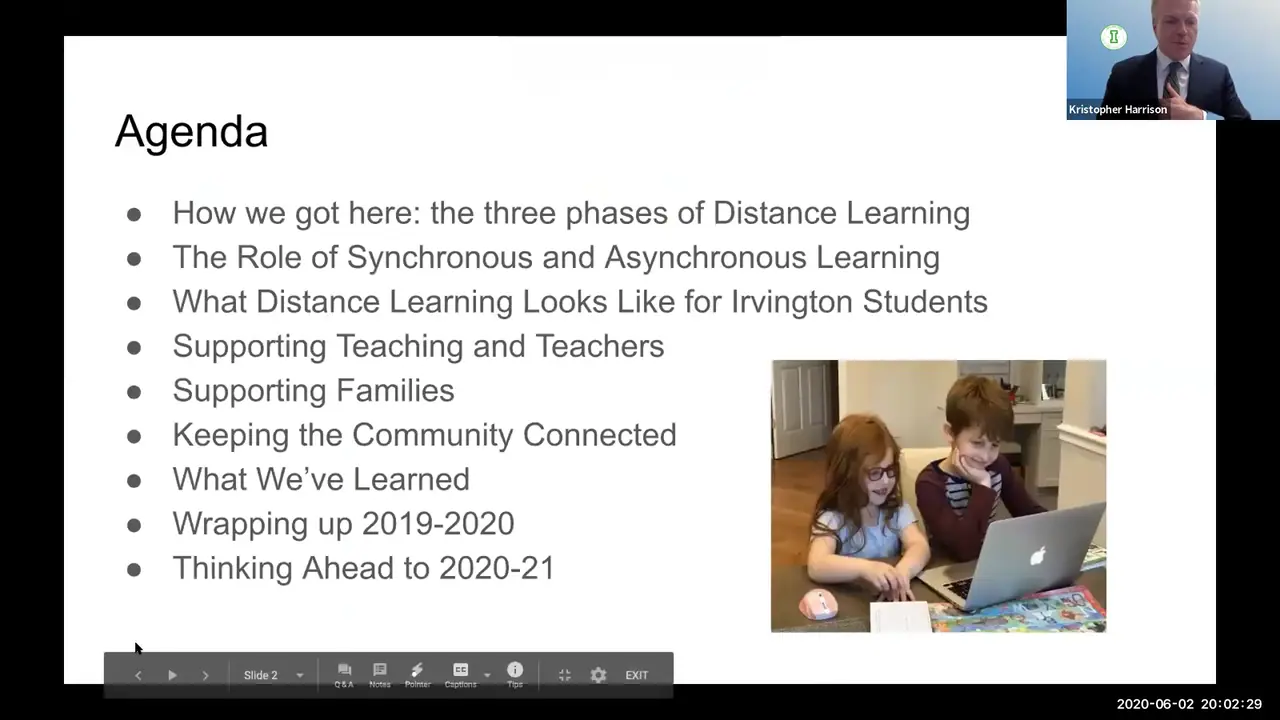 I
Kristopher Harrison
Agenda
● How we got here: the three phases of Distance Learning
● The Role of Synchronous and Asynchronous Learning
● What Distance Learning Looks Like for Irvington Students
● Supporting Teaching and Teachers
● Supporting Families
● Keeping the Community Connected
● What We’ve Learned
● Wrapping up 2019-2020
● Thinking Ahead to 2020-21
Slide 2
Q & A
Notes
Pointer
CC
Captions
Tips
EXIT
2020-06-02 20:02:29